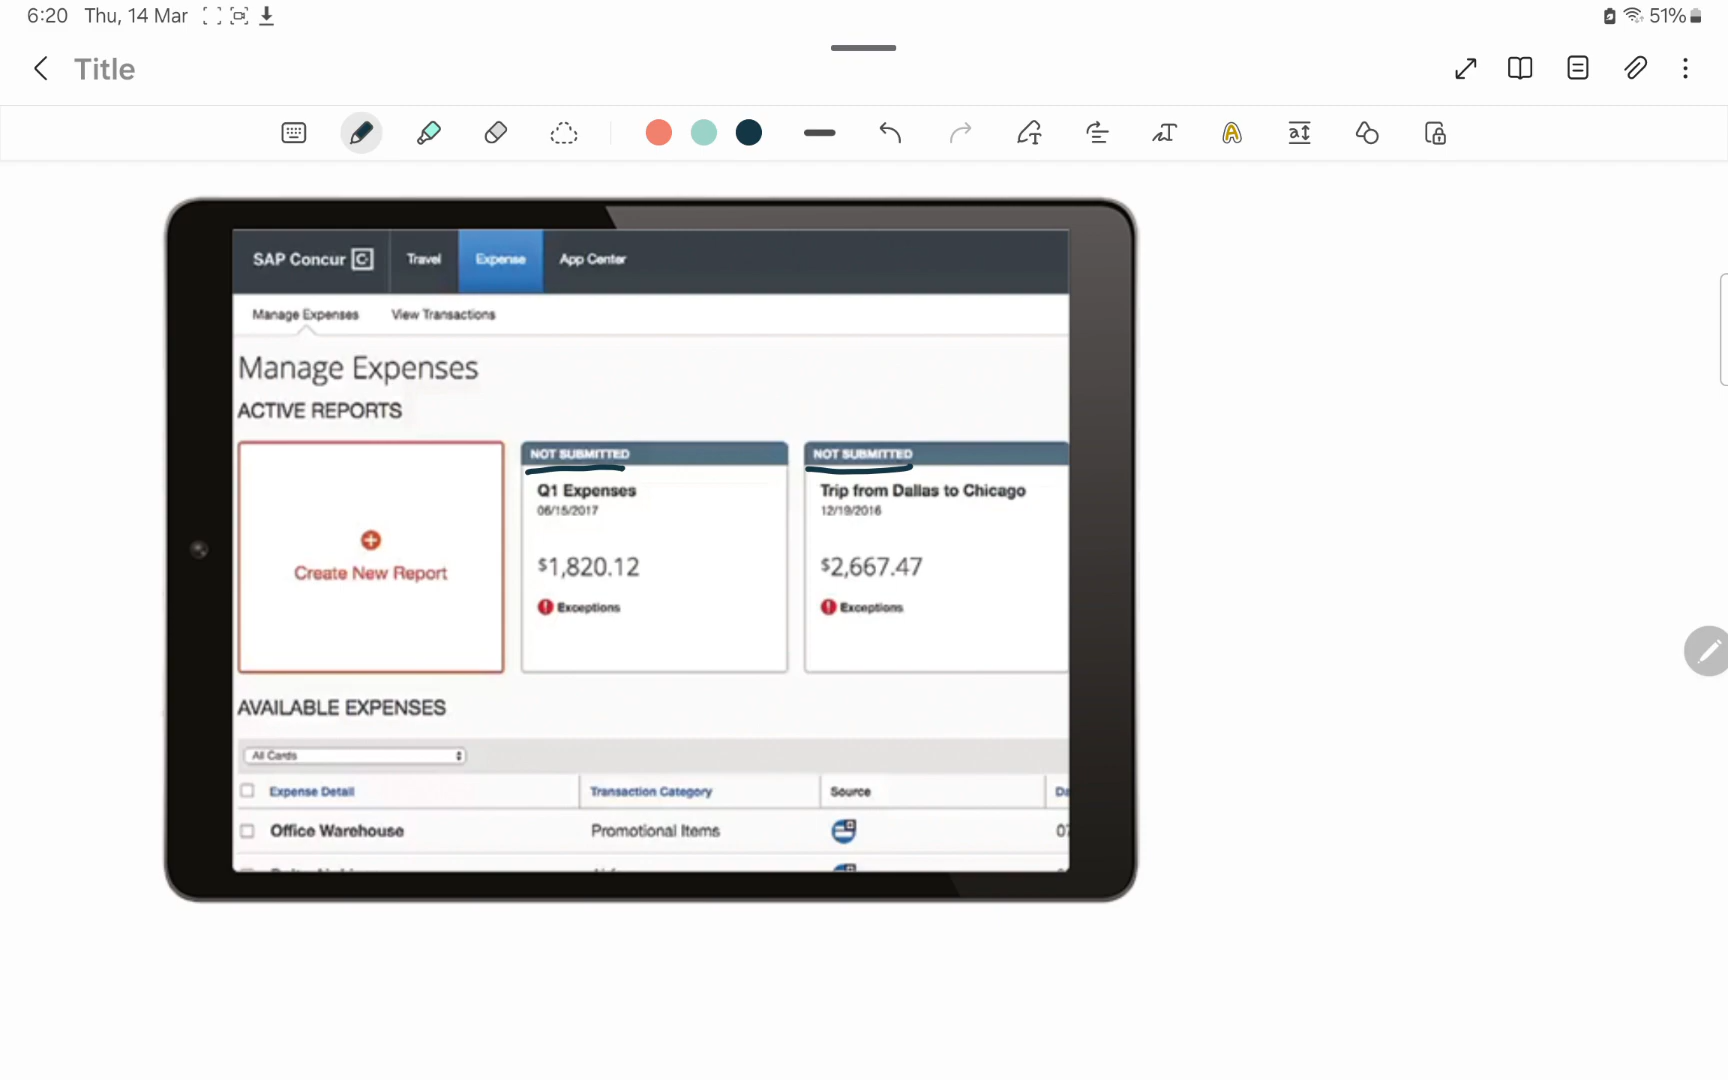 6:20 Thu, 14 Mar 51%
Title
SAP Concur C Travel Expense App Center
Manage Expenses View Transactions
Manage Expenses
ACTIVE REPORTS
NOT SUBMITTED
Q1 Expenses
06/15/2017
$1,820.12
Exceptions
NOT SUBMITTED
Trip from Dallas to Chicago
12/19/2016
$2,667.47
Exceptions
Create New Report
AVAILABLE EXPENSES
All Cards
Expense Detail Transaction Category Source
Office Warehouse Promotional Items 07